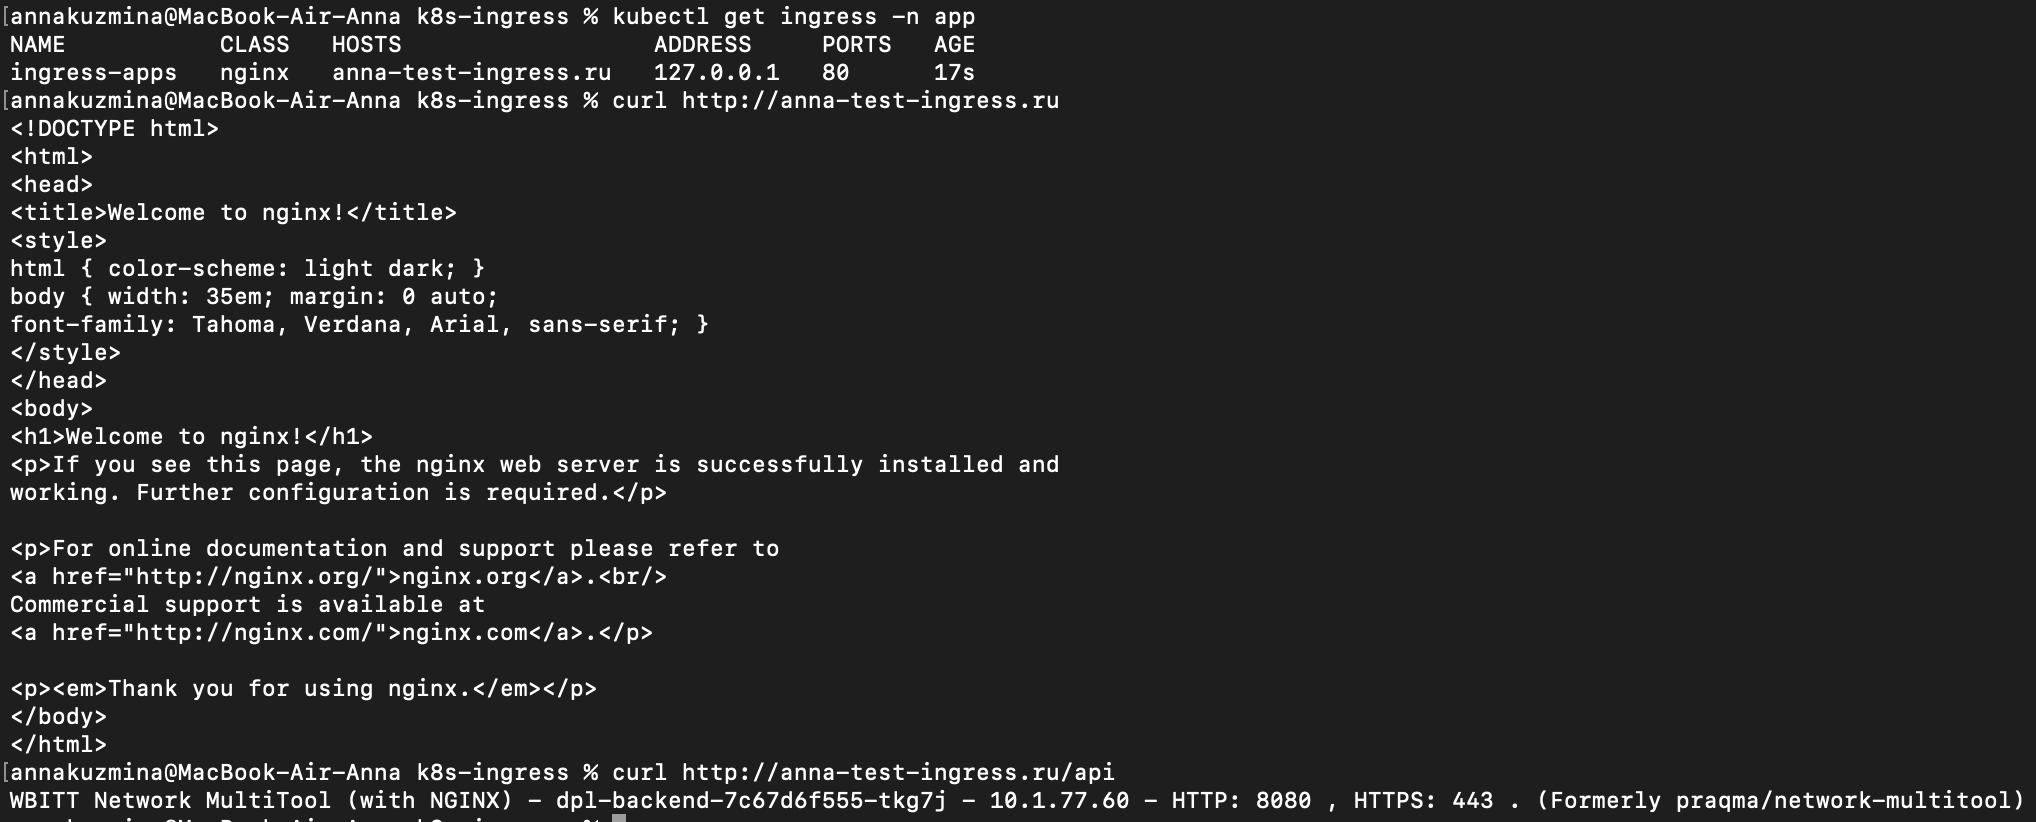 [annakuzmina@MacBook-Air-Anna k8s-ingress % kubectl get ingress -n app
NAME           CLASS   HOSTS                  ADDRESS     PORTS   AGE
ingress-apps   nginx   anna-test-ingress.ru   127.0.0.1   80      17s
[annakuzmina@MacBook-Air-Anna k8s-ingress % curl http://anna-test-ingress.ru
<!DOCTYPE html>
<html>
<head>
<title>Welcome to nginx!</title>
<style>
html { color-scheme: light dark; }
body { width: 35em; margin: 0 auto;
font-family: Tahoma, Verdana, Arial, sans-serif; }
</style>
</head>
<body>
<h1>Welcome to nginx!</h1>
<p>If you see this page, the nginx web server is successfully installed and
working. Further configuration is required.</p>

<p>For online documentation and support please refer to
<a href="http://nginx.org/">nginx.org</a>.<br/>
Commercial support is available at
<a href="http://nginx.com/">nginx.com</a>.</p>

<p><em>Thank you for using nginx.</em></p>
</body>
</html>
[annakuzmina@MacBook-Air-Anna k8s-ingress % curl http://anna-test-ingress.ru/api
WBITT Network MultiTool (with NGINX) - dpl-backend-7c67d6f555-tkg7j - 10.1.77.60 - HTTP: 8080 , HTTPS: 443 . (Formerly praqma/network-multitool)